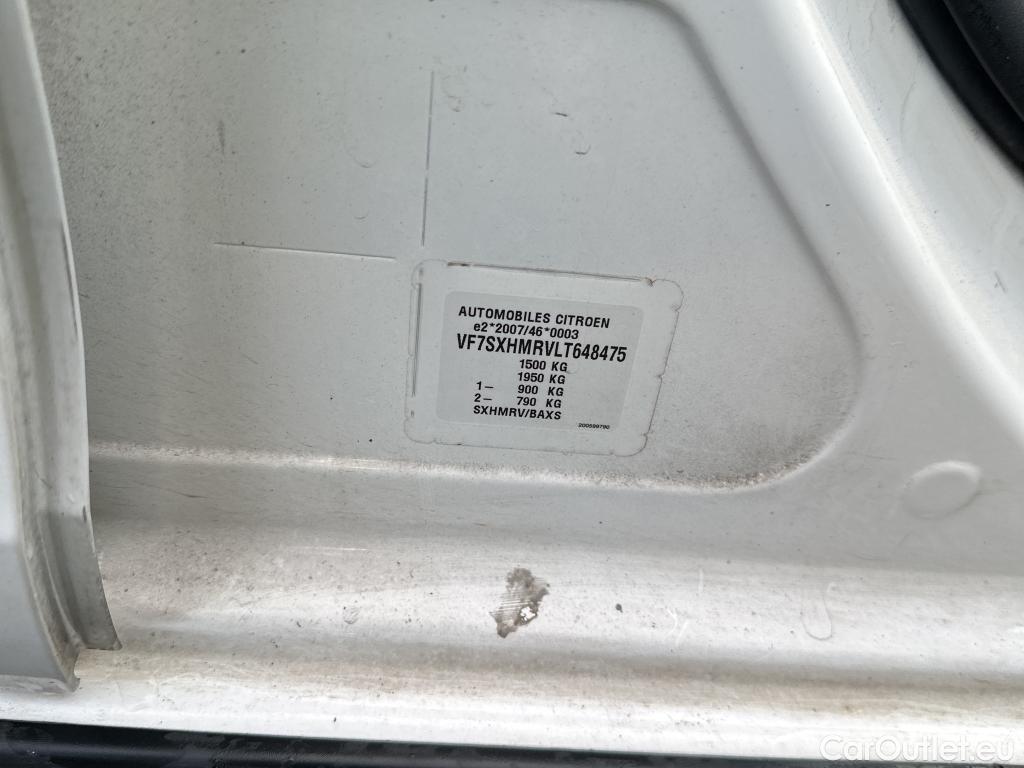 AUTOMOBILES CITROEN
e2*2007/46*0003
VF7SXHMRVLT648475
1500 KG
1950 KG
1– 900 KG
2– 790 KG
SXHMRV/BAXS
200599790
CarOutlet.eu